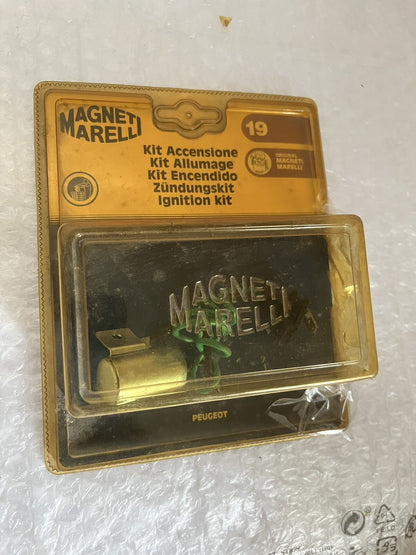 MAGNETI
MARELLI
19
Kit Accensione
Kit Allumage
Kit Encendido
Zündungskit
Ignition kit
ORIGINAL
MAGNETI
MARELLI
MAGNETI
MARELLI
PEUGEOT